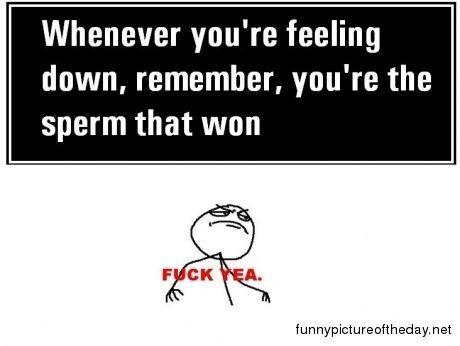 Whenever you're feeling
down, remember, you're the
sperm that won
FUCK YEA.
funnypictureoftheday.net